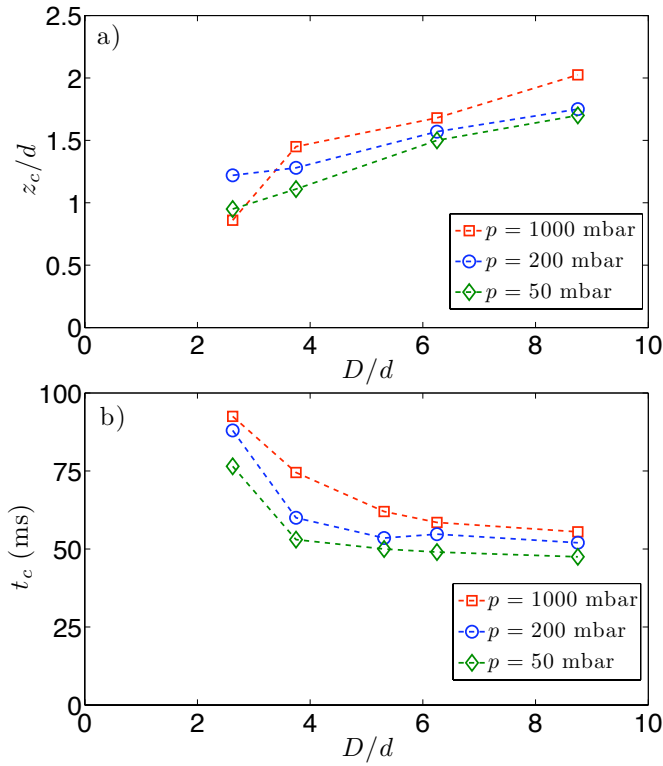 a)
2.5
2
1.5
1
0.5
0
z_c/d
0 2 4 6 8 10
D/d
p = 1000 mbar
p = 200 mbar
p = 50 mbar
b)
100
75
50
25
0
t_c (ms)
0 2 4 6 8 10
D/d
p = 1000 mbar
p = 200 mbar
p = 50 mbar